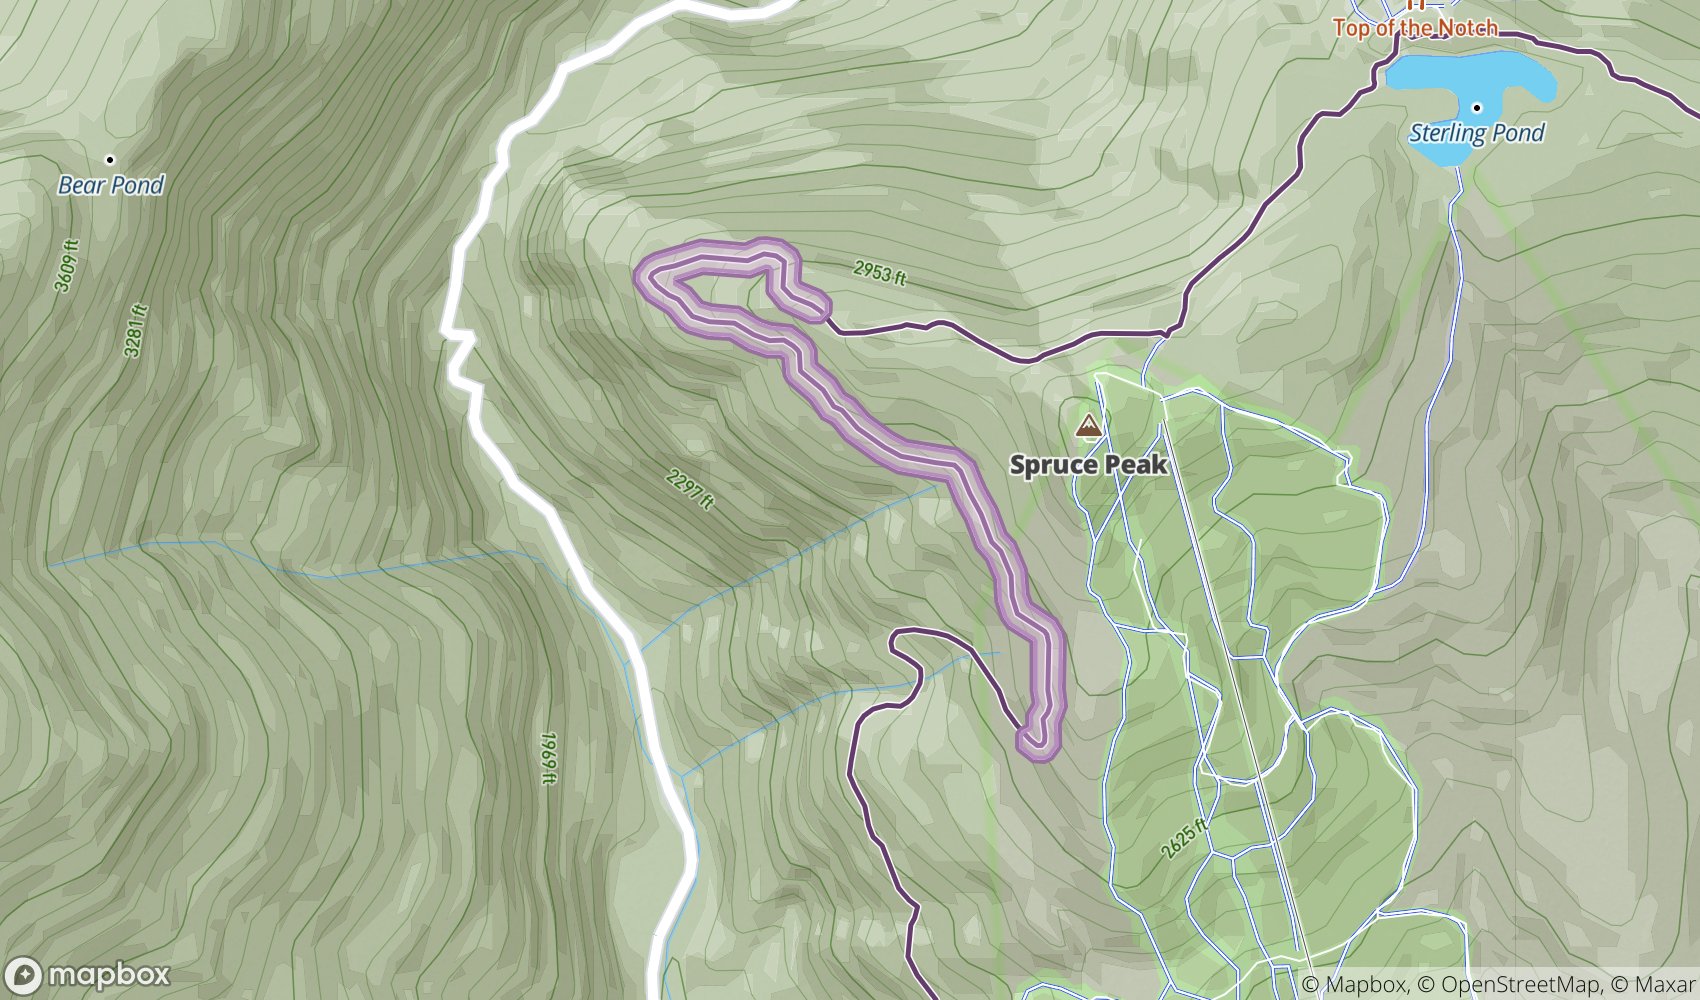 Top of the Notch
Sterling Pond
Bear Pond
3609 ft
2953 ft
3281 ft
Spruce Peak
2297 ft
1969 ft
2625 ft
mapbox
© Mapbox, © OpenStreetMap, © Maxar